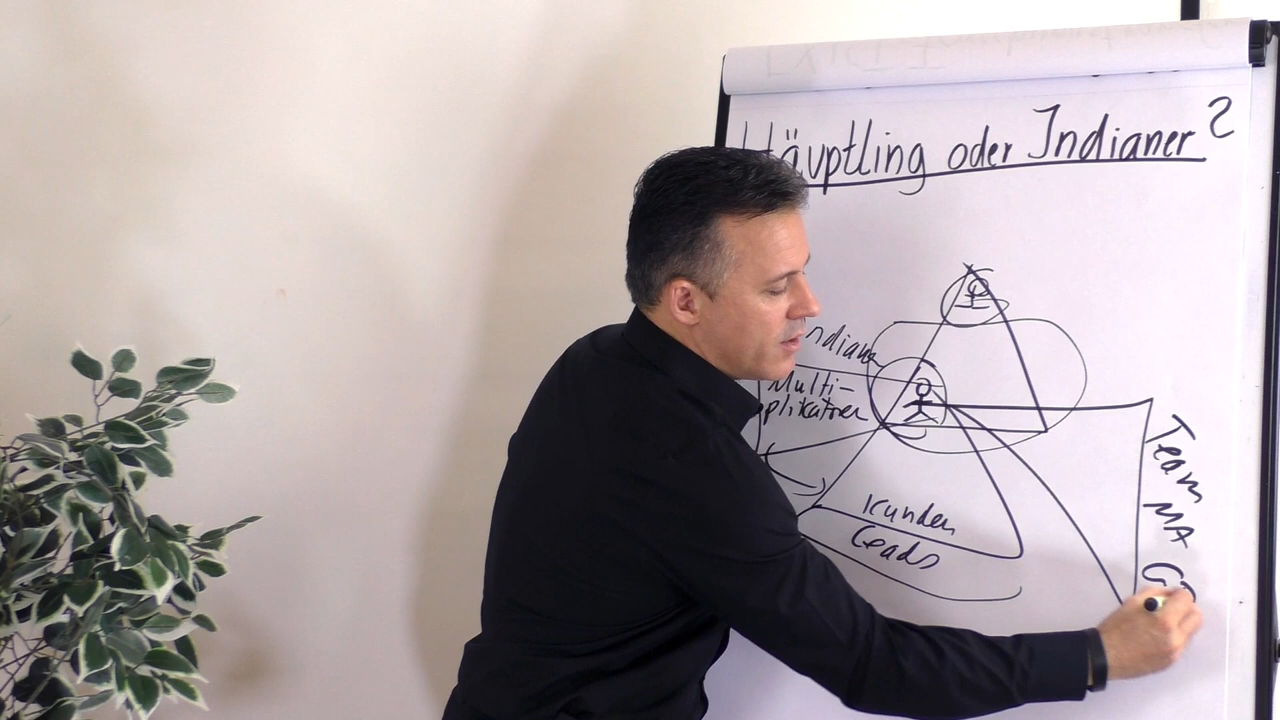 Häuptling oder Indianer?
Indianer
Multi-
plikatoren
Kunden
Leads
Team
MA